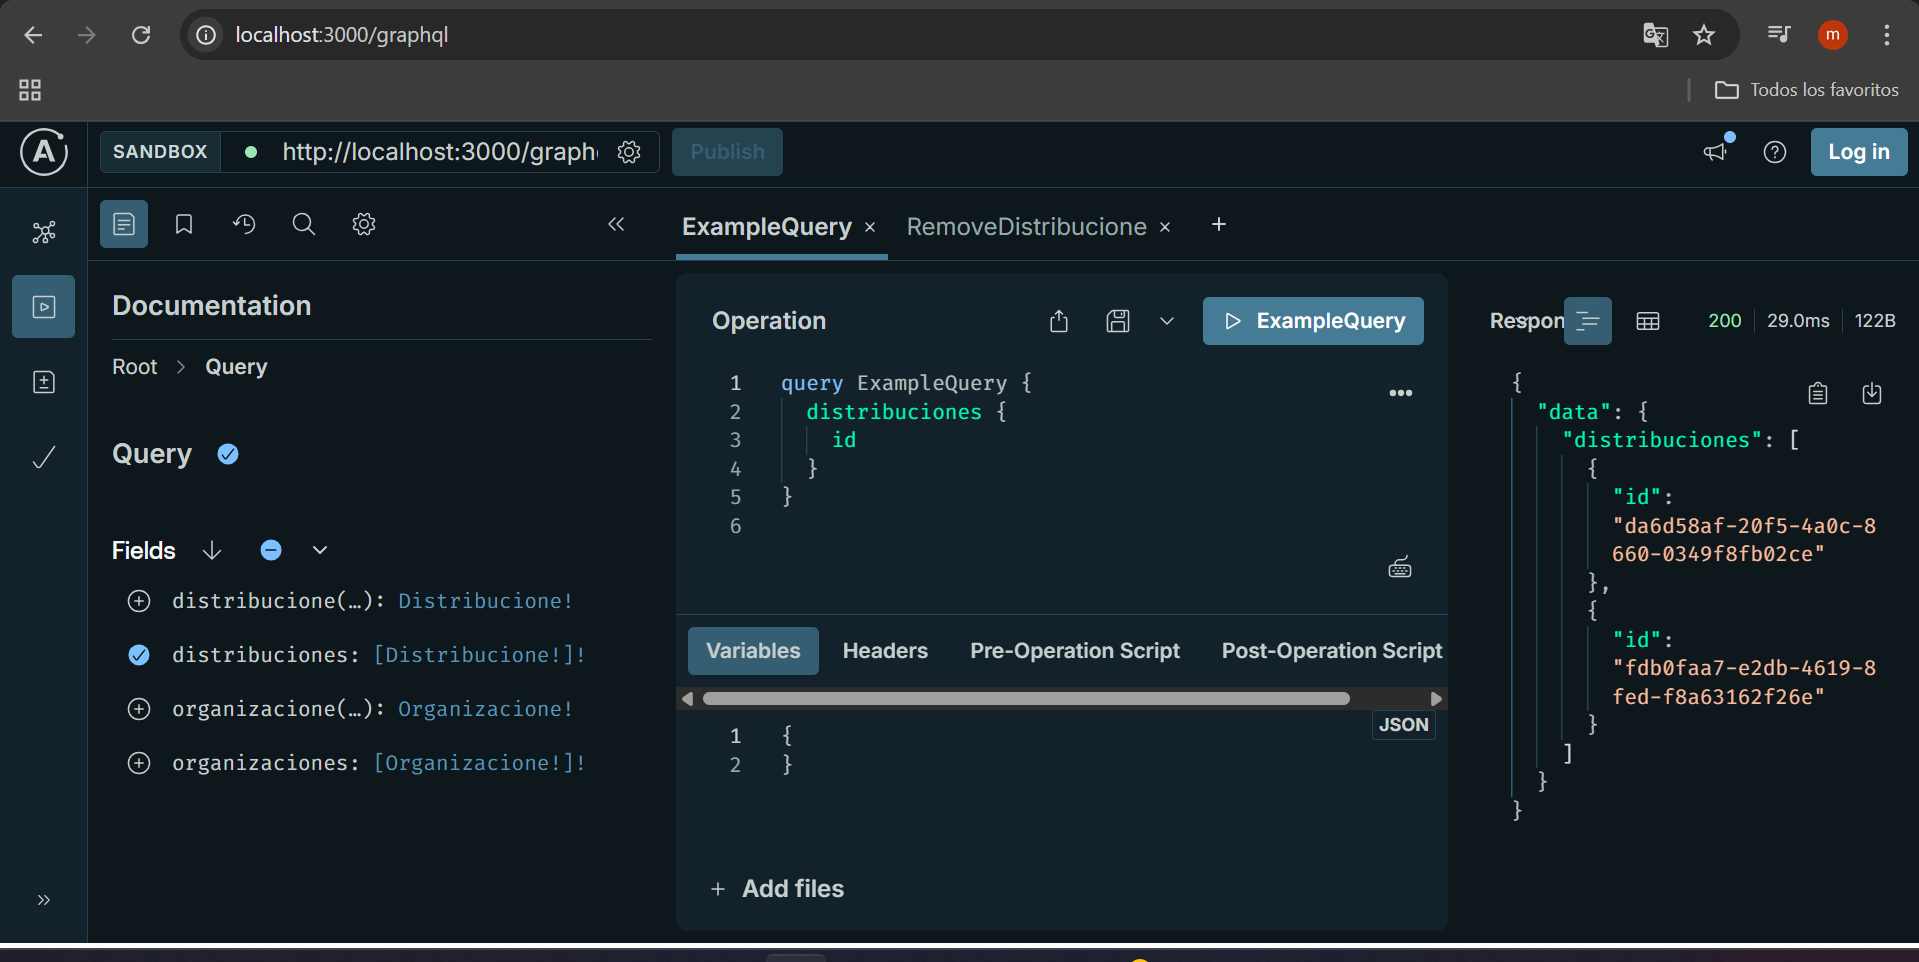 localhost:3000/graphql
m
Todos los favoritos
SANDBOX
http://localhost:3000/graph
Publish
Log in
ExampleQuery
RemoveDistribucione
Documentation
Root > Query
Query
Fields
distribucione(…): Distribucione!
distribuciones: [Distribucione!]!
organizacione(…): Organizacione!
organizaciones: [Organizacione!]!
Operation
ExampleQuery
1 query ExampleQuery {
2 distribuciones {
3 id
4 }
5 }
6
Variables
Headers
Pre-Operation Script
Post-Operation Script
JSON
1 {
2 }
+ Add files
Respon
200
29.0ms
122B
{
"data": {
"distribuciones": [
{
"id":
"da6d58af-20f5-4a0c-8
660-0349f8fb02ce"
},
{
"id":
"fdb0faa7-e2db-4619-8
fed-f8a63162f26e"
}
]
}
}